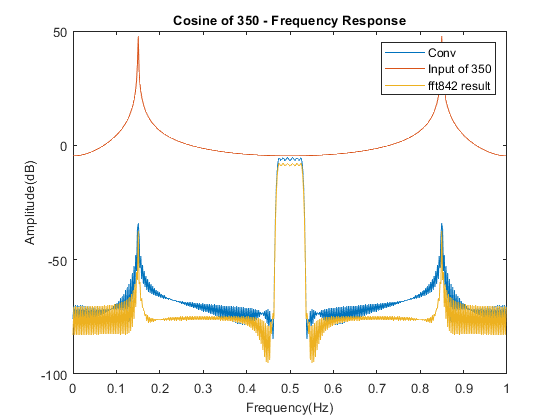 Cosine of 350 - Frequency Response
Conv
Input of 350
fft842 result
Amplitude(dB)
50
0
-50
-100
0
0.1
0.2
0.3
0.4
0.5
0.6
0.7
0.8
0.9
1
Frequency(Hz)